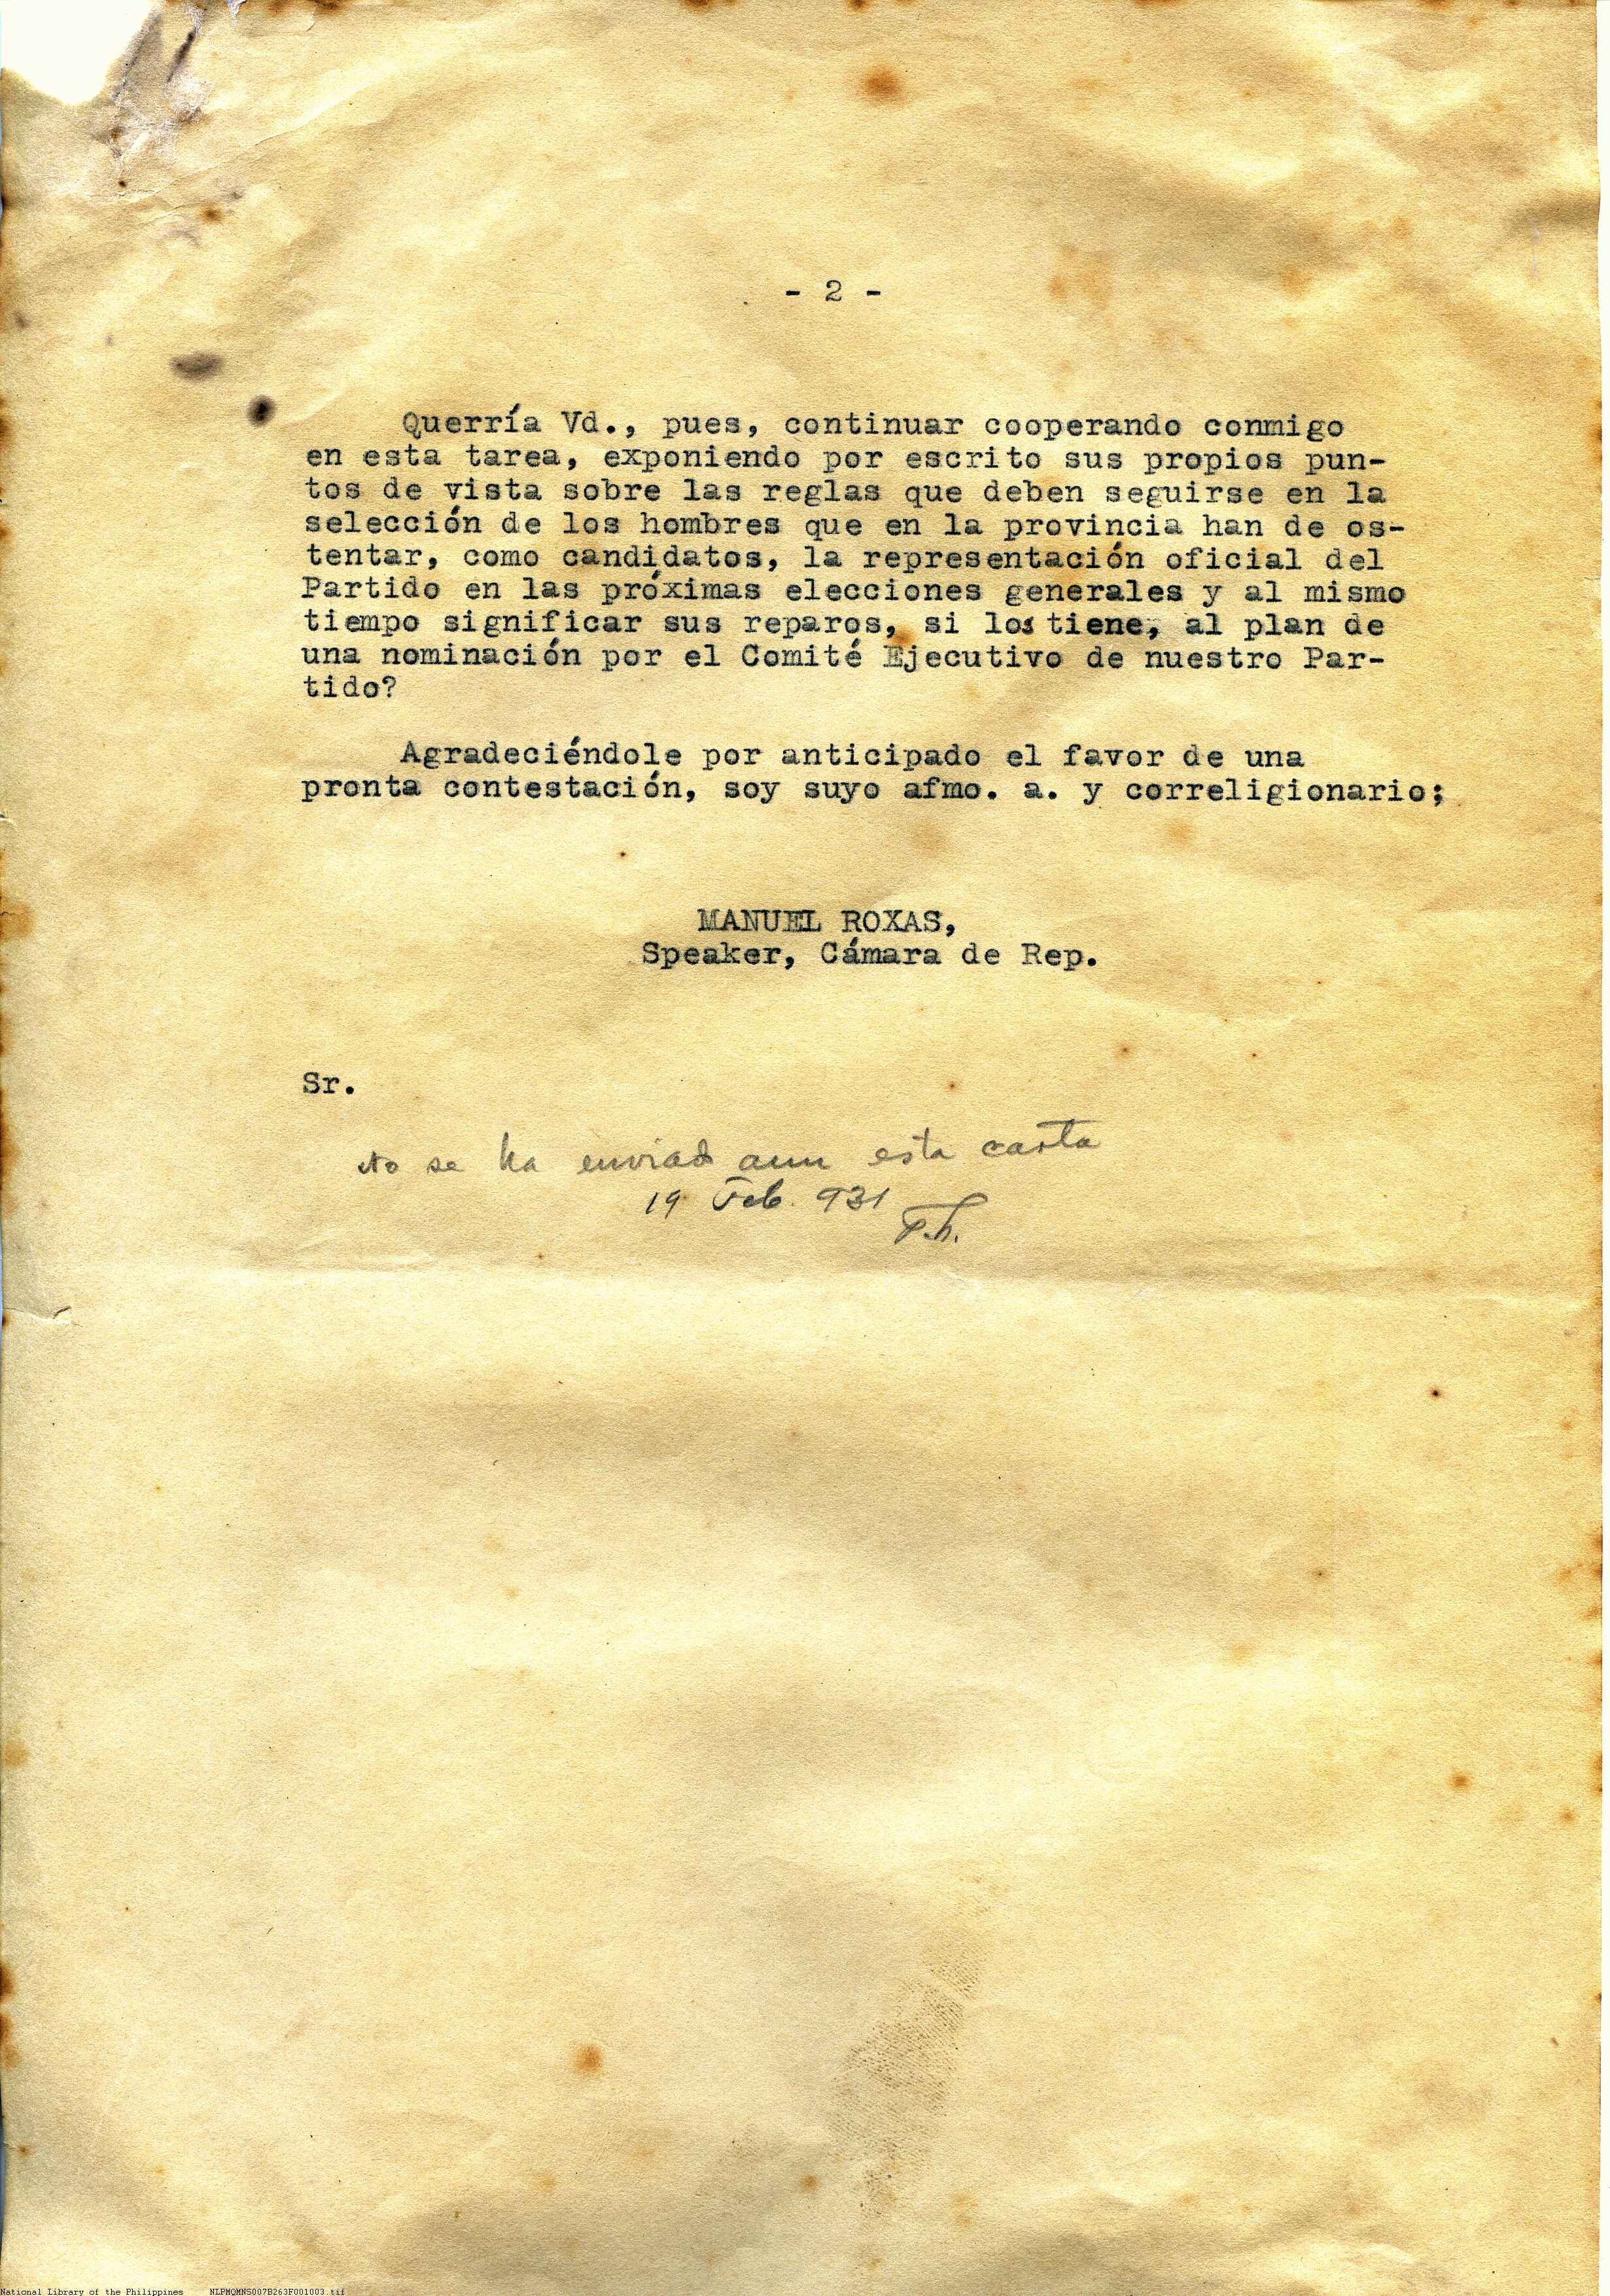 - 2 -
Querría Vd., pues, continuar cooperando conmigo
en esta tarea, exponiendo por escrito sus propios pun-
tos de vista sobre las reglas que deben seguirse en la
selección de los hombres que en la provincia han de os-
tentar, como candidatos, la representación oficial del
Partido en las próximas elecciones generales y al mismo
tiempo significar sus reparos, si los tiene, al plan de
una nominación por el Comité Ejecutivo de nuestro Par-
tido?
Agradeciéndole por anticipado el favor de una
pronta contestación, soy suyo afmo. a. y correligionario;
MANUEL ROXAS,
Speaker, Cámara de Rep.
Sr.
No se ha enviado aun esta carta
19 Feb. 931
National Library of the Philippines NLPMQMNS007B263F001003.tif